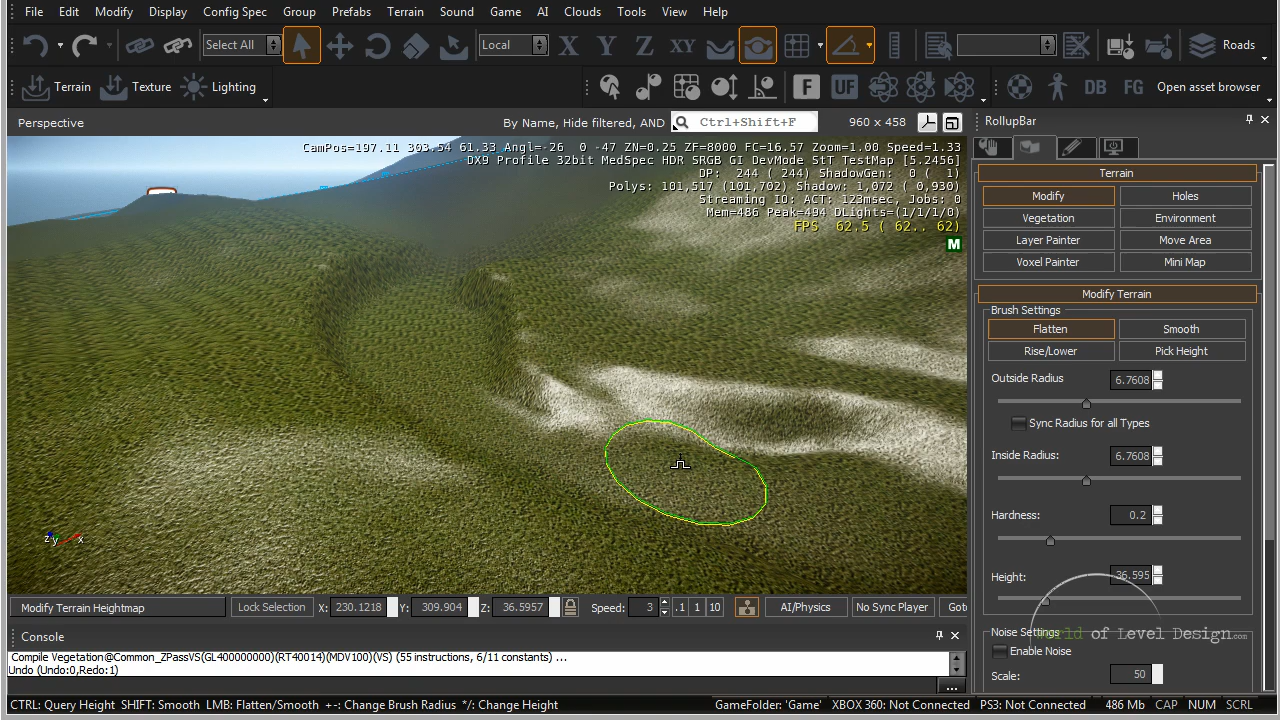 File Edit Modify Display Config Spec Group Prefabs Terrain Sound Game AI Clouds Tools View Help
Select All Local X Y Z XY Roads
Terrain Texture Lighting F UF DB FG Open asset browser
Perspective By Name, Hide filtered, AND Ctrl+Shift+F 960 x 458
RollupBar
CamPos=197.11 303.54 61.33 Angl=-26 0 -47 ZN=0.25 ZF=8000 FC=16.57 Zoom=1.00 Speed=1.33
DX9 Profile 32bit MedSpec HDR SRGB GI DevMode StT TestMap [5.2456]
DP: 244 ( 244) ShadowGen: 0 ( 1)
Polys: 101,517 (101,702) Shadow: 1,072 ( 0,930)
Streaming IO: ACT: 123msec, Jobs: 0
Mem=486 Peak=494 DLights=(1/1/1/0)
FPS 62.5 ( 62.. 62)
M
z y x
Terrain
Modify Holes
Vegetation Environment
Layer Painter Move Area
Voxel Painter Mini Map
Modify Terrain
Brush Settings
Flatten Smooth
Rise/Lower Pick Height
Outside Radius 6.7608
Sync Radius for all Types
Inside Radius: 6.7608
Hardness: 0.2
Height: 36.595
Noise Settings
World of Level Design.com
Enable Noise
Scale: 50
Modify Terrain Heightmap Lock Selection X: 230.1218 Y: 309.904 Z: 36.5957 Speed: 3 .1 1 10 AI/Physics No Sync Player Goto
Console
Compile Vegetation@Common_ZPassVS(GL400000000)(RT40014)(MDV100)(VS) (55 instructions, 6/11 constants) ...
Undo (Undo:0,Redo:1)
...
CTRL: Query Height SHIFT: Smooth LMB: Flatten/Smooth +-: Change Brush Radius */: Change Height GameFolder: 'Game' XBOX 360: Not Connected PS3: Not Connected 486 Mb CAP NUM SCRL